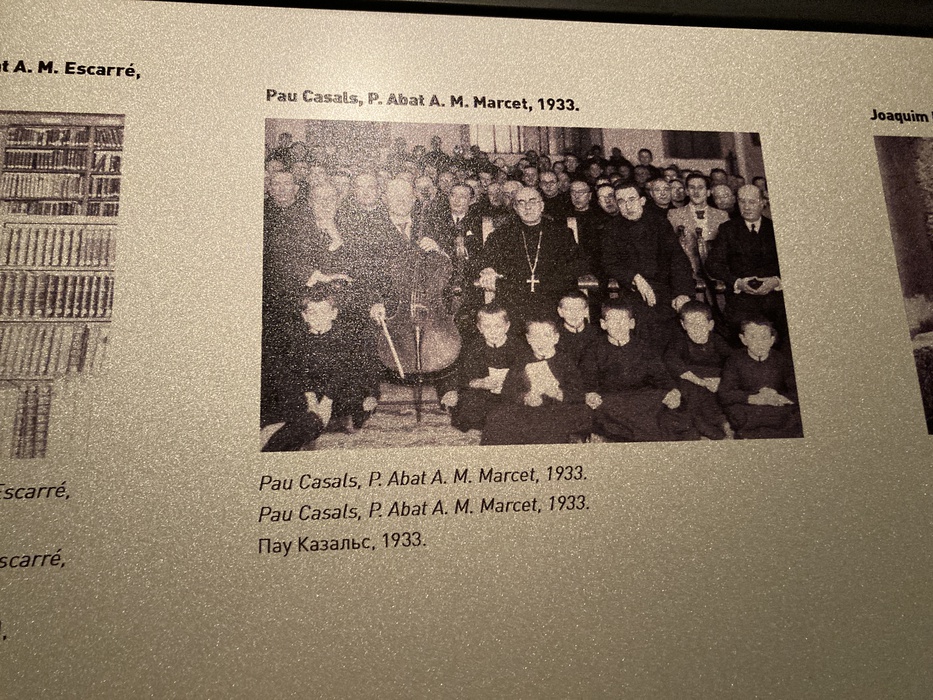 t A. M. Escarré,
Pau Casals, P. Abat A. M. Marcet, 1933.
Joaquim
Escarré,
scarré,
Pau Casals, P. Abat A. M. Marcet, 1933.
Pau Casals, P. Abat A. M. Marcet, 1933.
Пау Казальс, 1933.